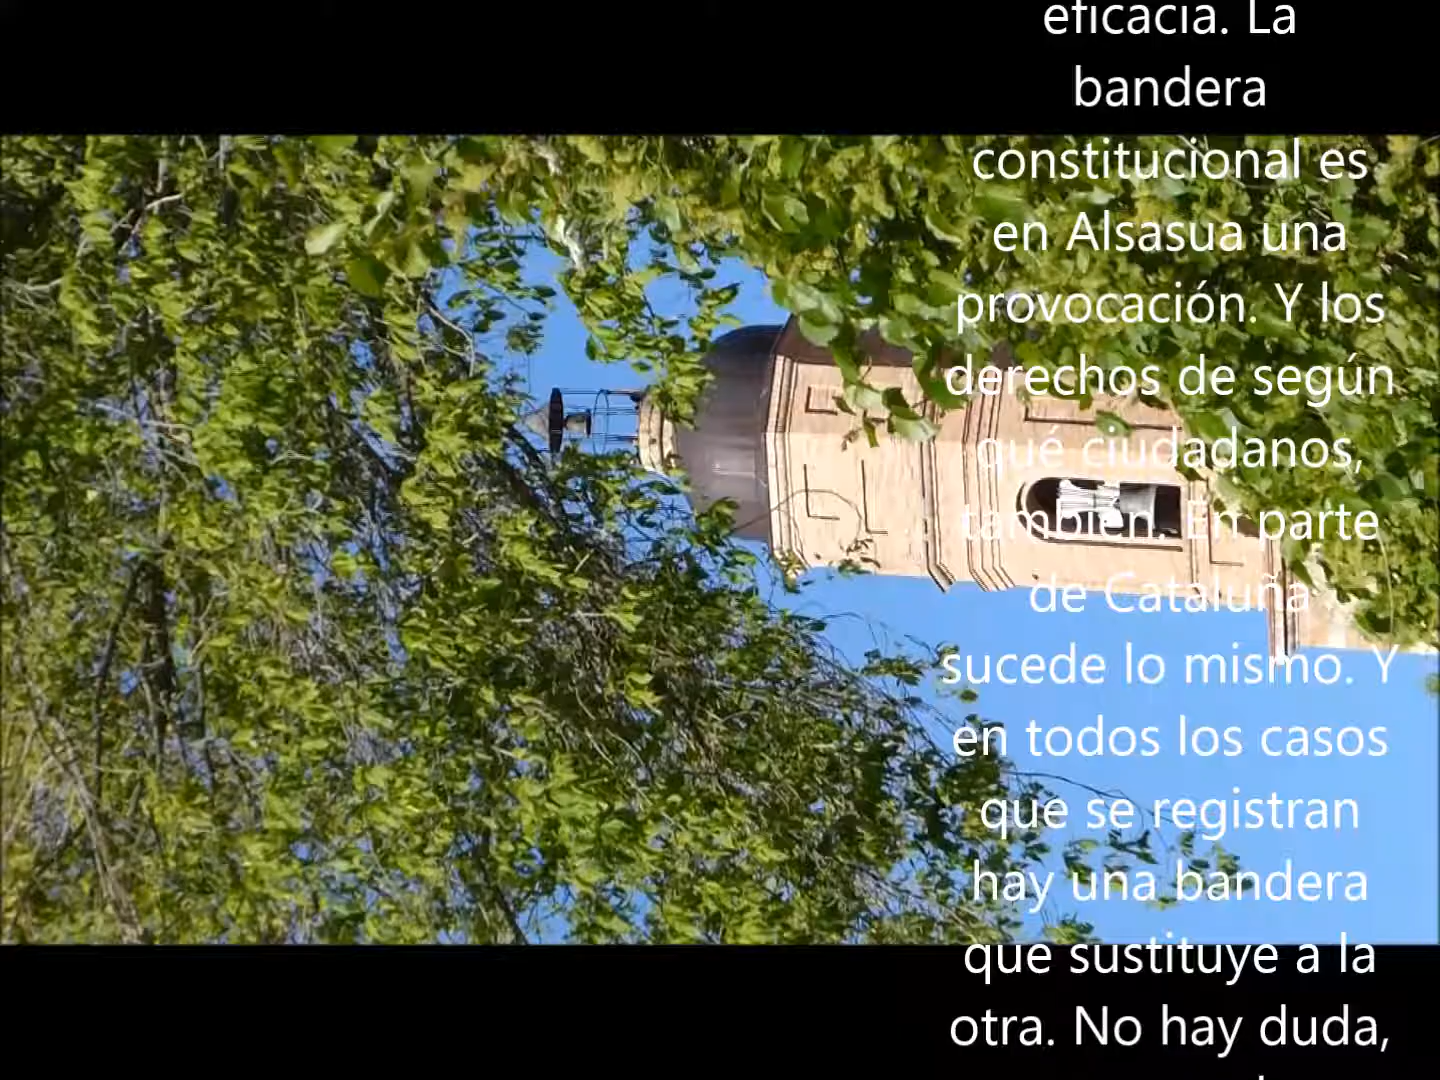 eficacia. La
bandera
constitucional es
en Alsasua una
provocación. Y los
derechos de según
qué ciudadanos,
también. En parte
de Cataluña
sucede lo mismo. Y
en todos los casos
que se registran
hay una bandera
que sustituye a la
otra. No hay duda,